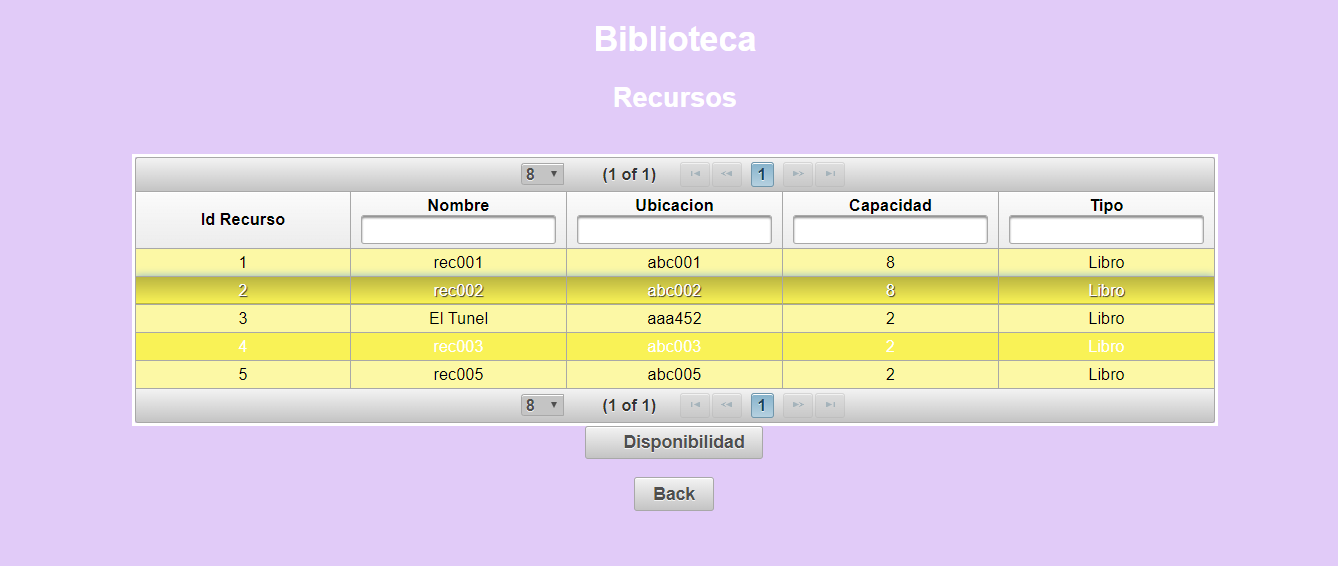 Biblioteca
Recursos
8 (1 of 1) 1
Id Recurso Nombre Ubicacion Capacidad Tipo
1 rec001 abc001 8 Libro
2 rec002 abc002 8 Libro
3 El Tunel aaa452 2 Libro
4 rec003 abc003 2 Libro
5 rec005 abc005 2 Libro
8 (1 of 1) 1
Disponibilidad
Back